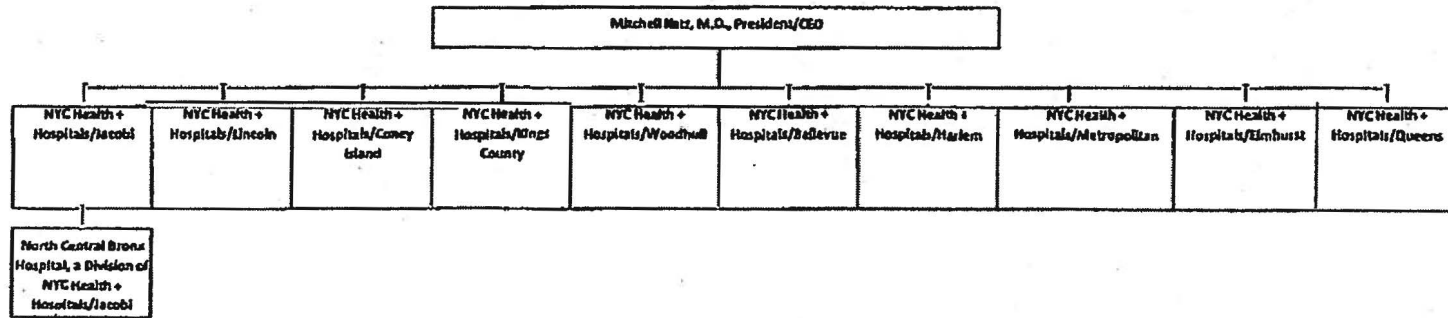 Mitchell Katz, M.D., President/CEO
NYC Health +
Hospitals/Jacobi
NYC Health +
Hospitals/Lincoln
NYC Health +
Hospitals/Coney
Island
NYC Health +
Hospitals/Kings
County
NYC Health +
Hospitals/Woodhull
NYC Health +
Hospitals/Bellevue
NYC Health +
Hospitals/Harlem
NYC Health +
Hospitals/Metropolitan
NYC Health +
Hospitals/Elmhurst
NYC Health +
Hospitals/Queens
North Central Bronx
Hospital, a Division of
NYC Health +
Hospitals/Jacobi